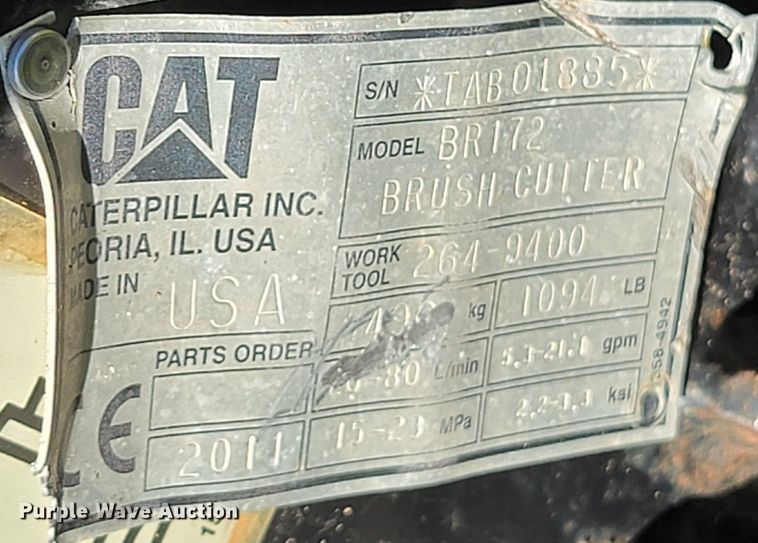 CAT
CATERPILLAR INC.
PEORIA, IL. USA
MADE IN
USA
S/N *TAB01885*
MODEL BR172
BRUSH CUTTER
WORK TOOL 264-9400
kg 1094 LB
PARTS ORDER
L/min gpm
CE
2011 15-23 MPa ksi
Purple Wave Auction